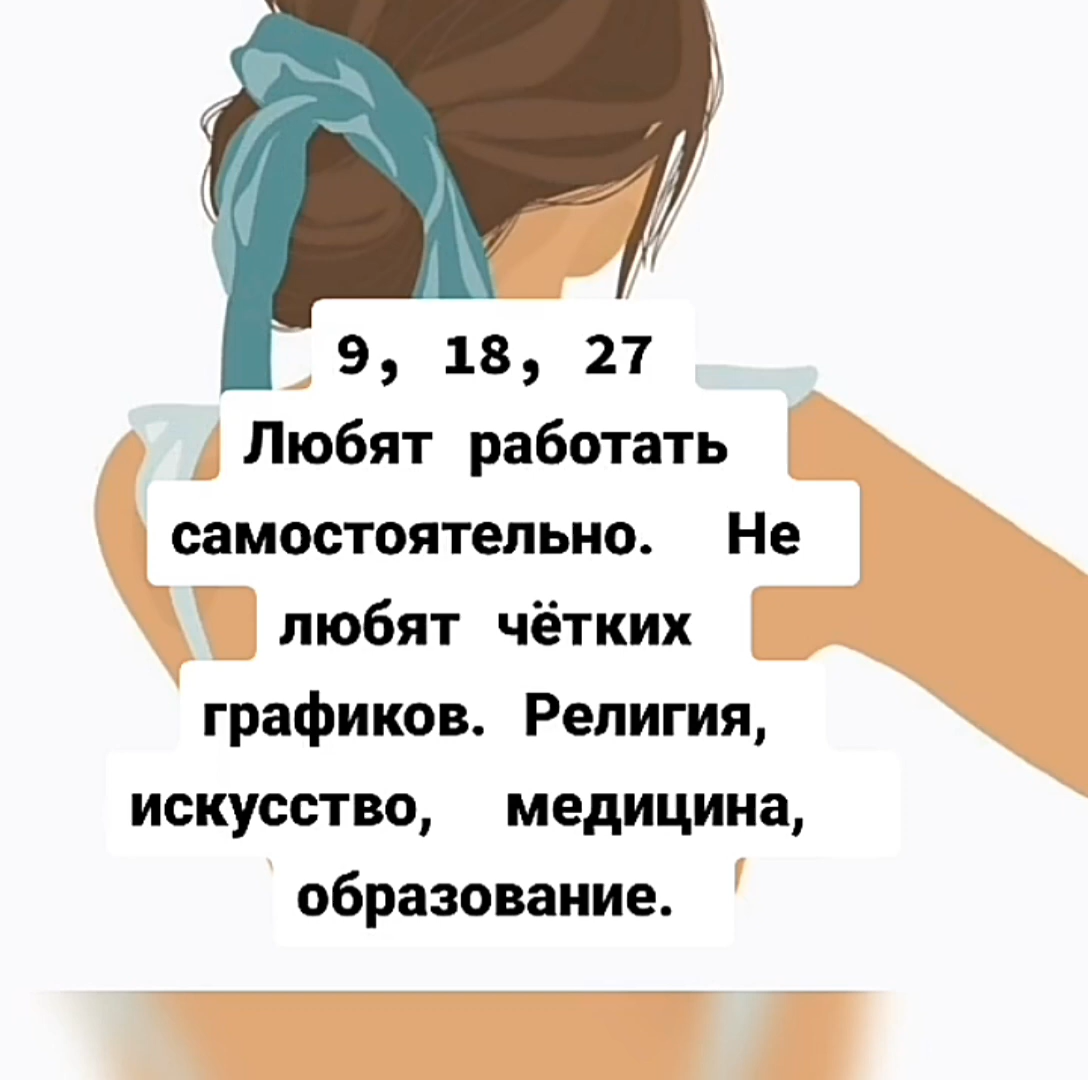 9, 18, 27
Любят работать
самостоятельно. Не
любят чётких
графиков. Религия,
искусство, медицина,
образование.